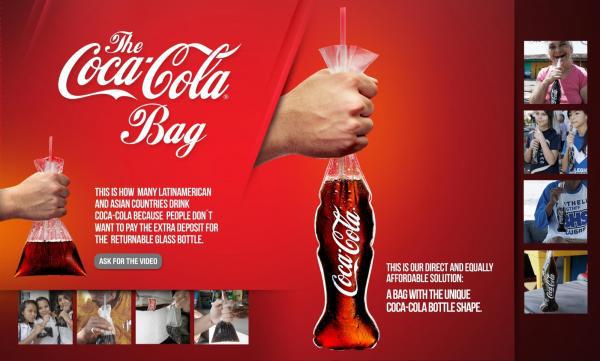 The
Coca-Cola
Bag
THIS IS HOW MANY LATINAMERICAN
AND ASIAN COUNTRIES DRINK
COCA-COLA BECAUSE PEOPLE DON´T
WANT TO PAY THE EXTRA DEPOSIT FOR
THE RETURNABLE GLASS BOTTLE.
ASK FOR THE VIDEO
Coca-Cola
THIS IS OUR DIRECT AND EQUALLY
AFFORDABLE SOLUTION:
A BAG WITH THE UNIQUE
COCA-COLA BOTTLE SHAPE.